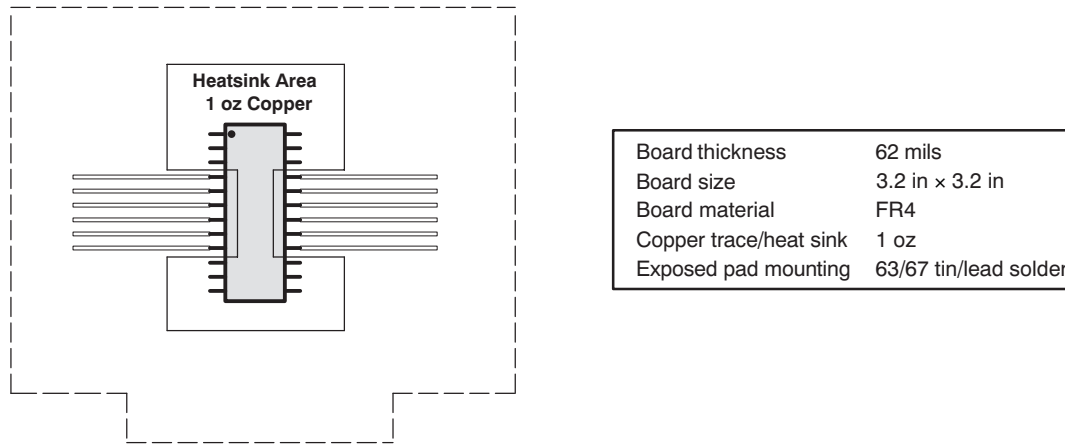 Heatsink Area
1 oz Copper
Board thickness 62 mils
Board size 3.2 in × 3.2 in
Board material FR4
Copper trace/heat sink 1 oz
Exposed pad mounting 63/67 tin/lead solder